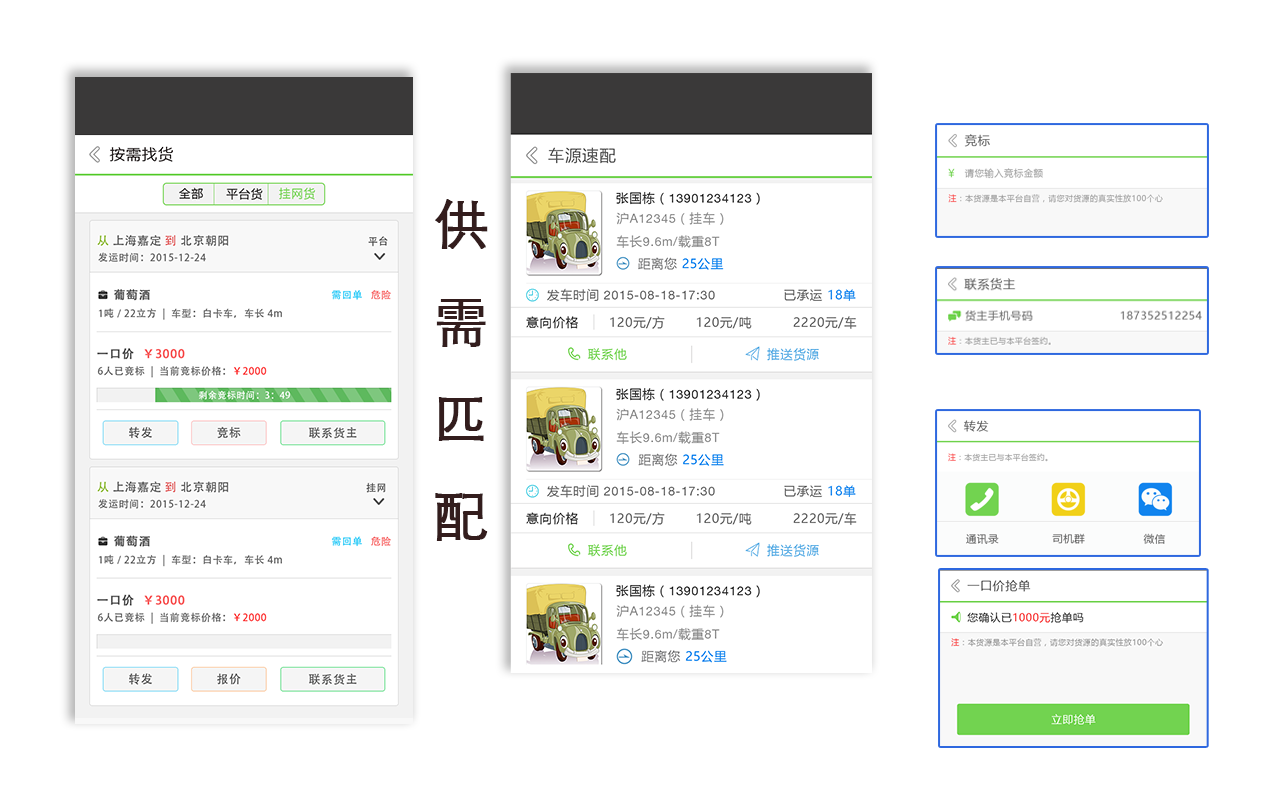 按需找货
全部 平台货 挂网货
从 上海嘉定 到 北京朝阳 平台
发运时间：2015-12-24
葡萄酒 需回单 危险
1吨 / 22立方 | 车型：白卡车，车长 4m
一口价 ￥3000
6人已竞标 | 当前竞标价格：￥2000
剩余竞标时间：3：49
转发 竞标 联系货主
从 上海嘉定 到 北京朝阳 挂网
发运时间：2015-12-24
葡萄酒 需回单 危险
1吨 / 22立方 | 车型：白卡车，车长 4m
一口价 ￥3000
6人已竞标 | 当前竞标价格：￥2000
转发 报价 联系货主
供
需
匹
配
车源速配
张国栋（13901234123）
沪A12345（挂车）
车长9.6m/载重8T
距离您 25公里
发车时间 2015-08-18-17:30 已承运 18单
意向价格 120元/方 120元/吨 2220元/车
联系他 推送货源
张国栋（13901234123）
沪A12345（挂车）
车长9.6m/载重8T
距离您 25公里
发车时间 2015-08-18-17:30 已承运 18单
意向价格 120元/方 120元/吨 2220元/车
联系他 推送货源
张国栋（13901234123）
沪A12345（挂车）
车长9.6m/载重8T
距离您 25公里
竞标
￥ 请您输入竞标金额
注：本货源是本平台自营，请您对货源的真实性放100个心
联系货主
货主手机号码 187352512254
注：本货主已与本平台签约。
转发
注：本货主已与本平台签约。
通讯录 司机群 微信
一口价抢单
您确认已1000元抢单吗
注：本货源是本平台自营，请您对货源的真实性放100个心
立即抢单